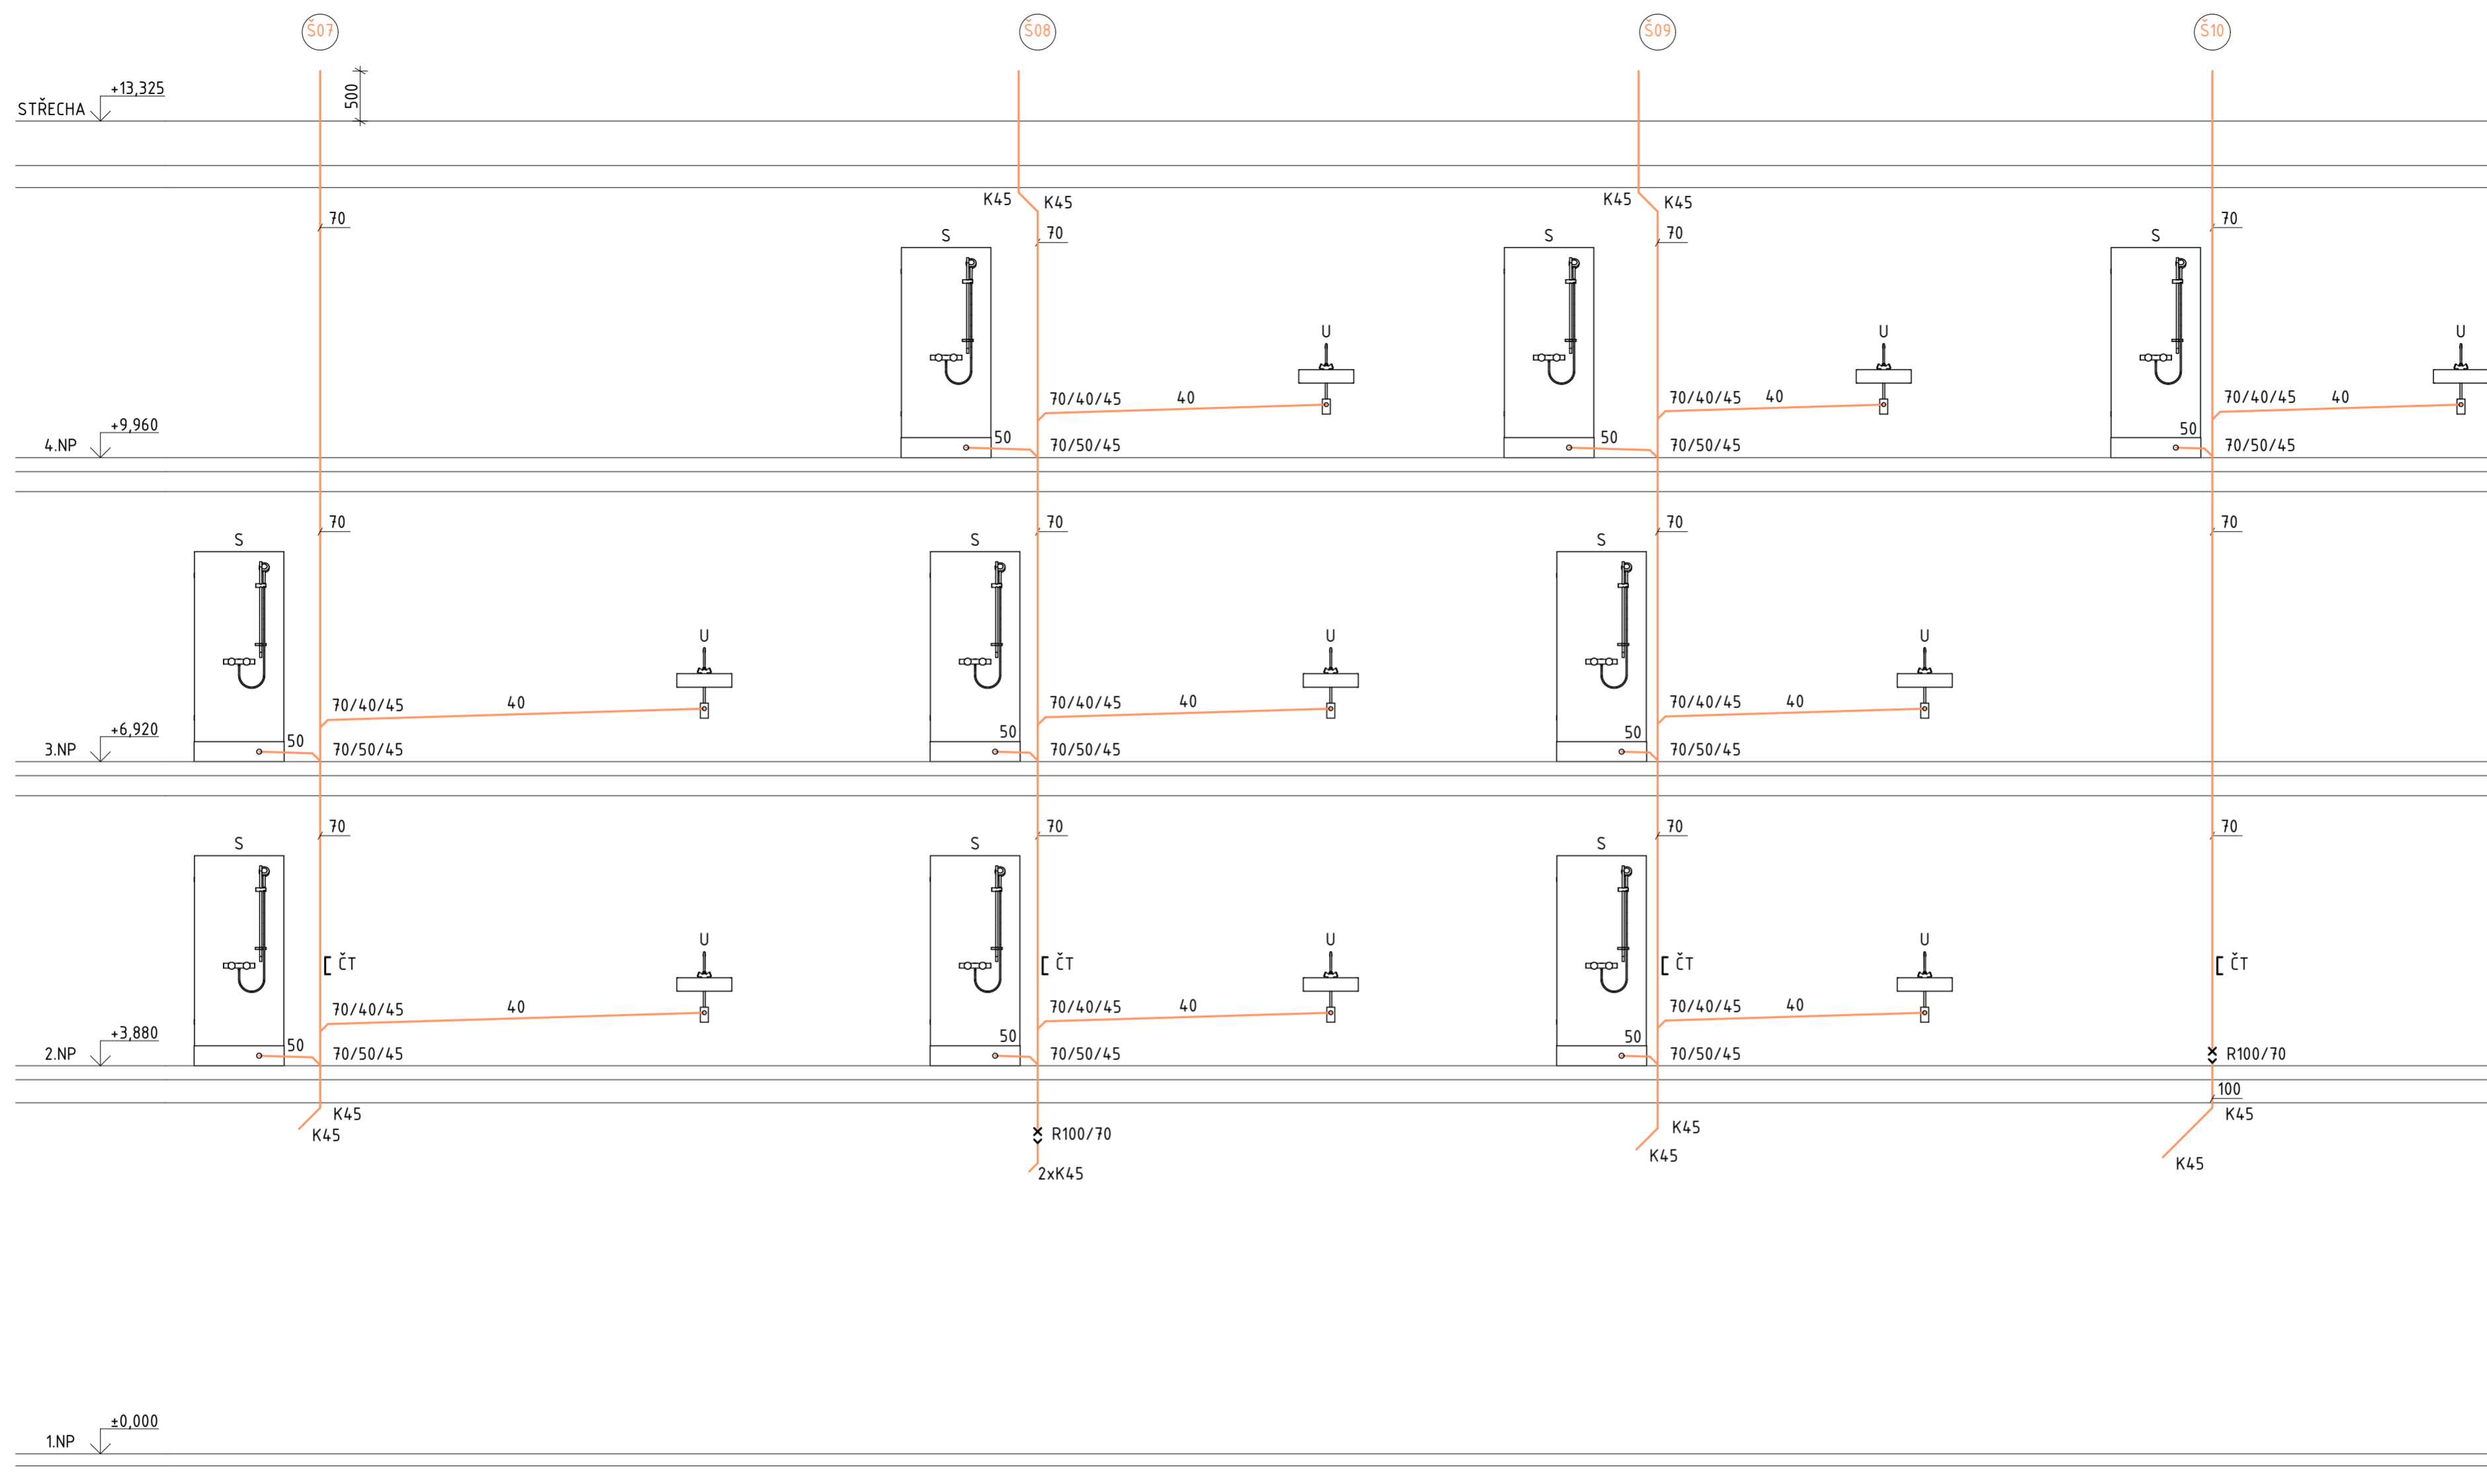 Š07 Š08 Š09 Š10
+13,325
500
STŘECHA
K45 K45 K45 K45
70 70 70 70
S S S
U U U
70/40/45 40 70/40/45 40 70/40/45 40
+9,960
50 50 50
4.NP 70/50/45 70/50/45 70/50/45
70 70 70 70
S S S
U U U
70/40/45 40 70/40/45 40 70/40/45 40
+6,920
50 50 50
3.NP 70/50/45 70/50/45 70/50/45
70 70 70 70
S S S
U U U
ČT ČT ČT ČT
70/40/45 40 70/40/45 40 70/40/45 40
+3,880
50 50 50
2.NP 70/50/45 70/50/45 70/50/45 R100/70
100
K45 K45
K45 R100/70 K45
K45 K45
2xK45
±0,000
1.NP